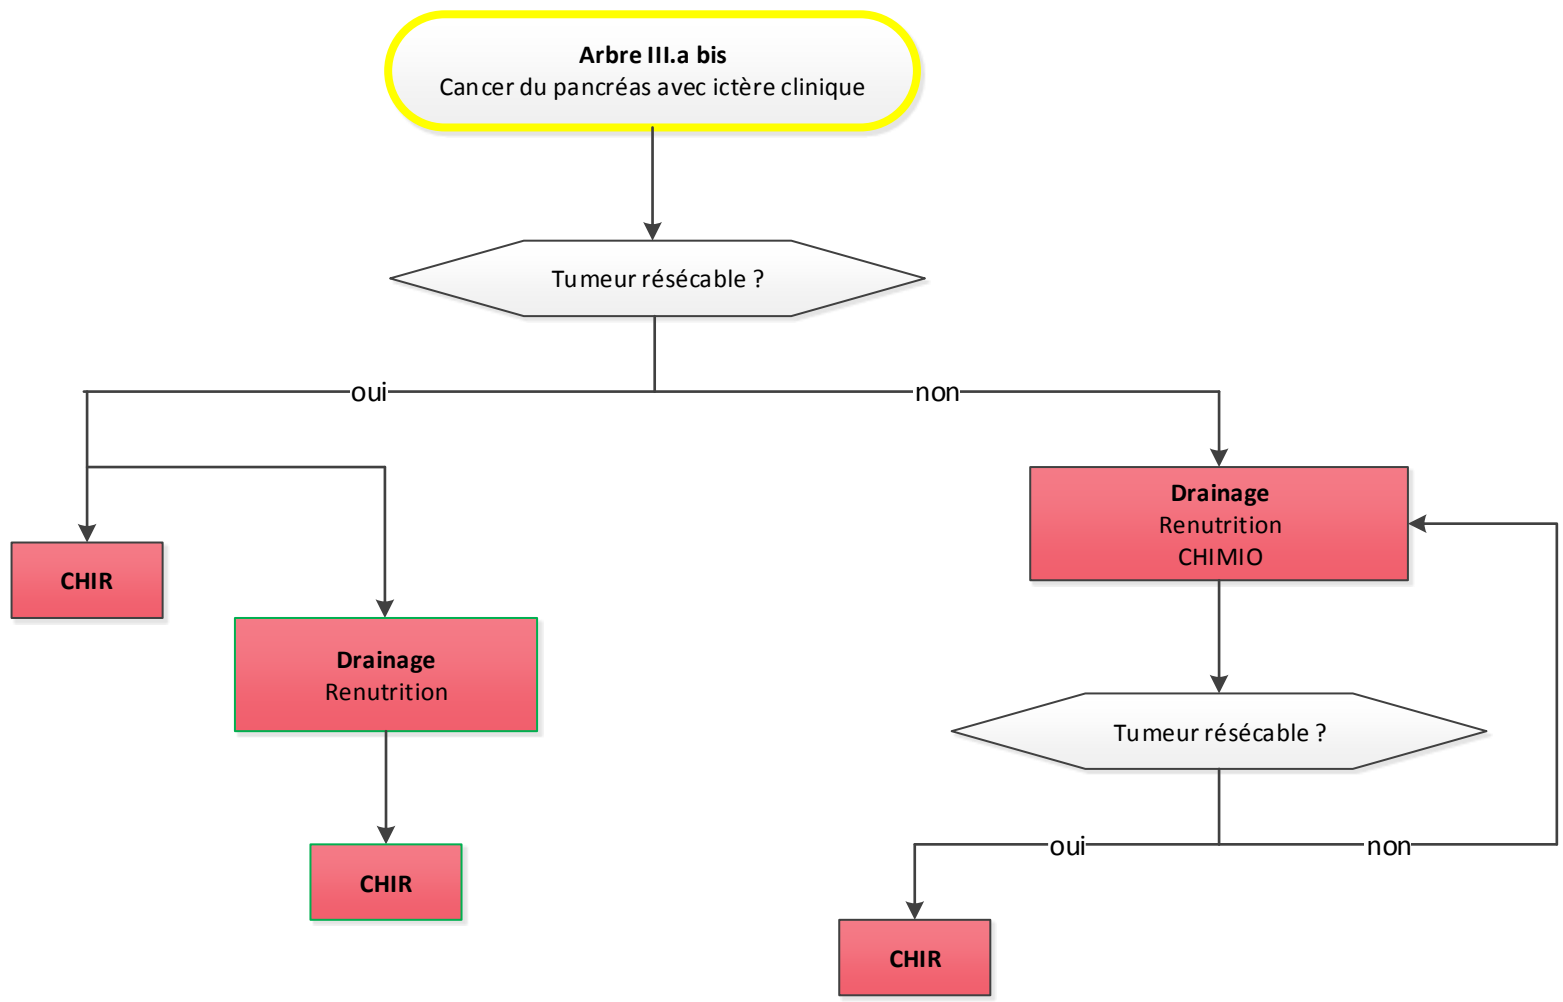 Arbre III.a bis
Cancer du pancréas avec ictère clinique
Tumeur résécable ?
oui
non
CHIR
Drainage
Renutrition
CHIR
Drainage
Renutrition
CHIMIO
Tumeur résécable ?
oui
non
CHIR